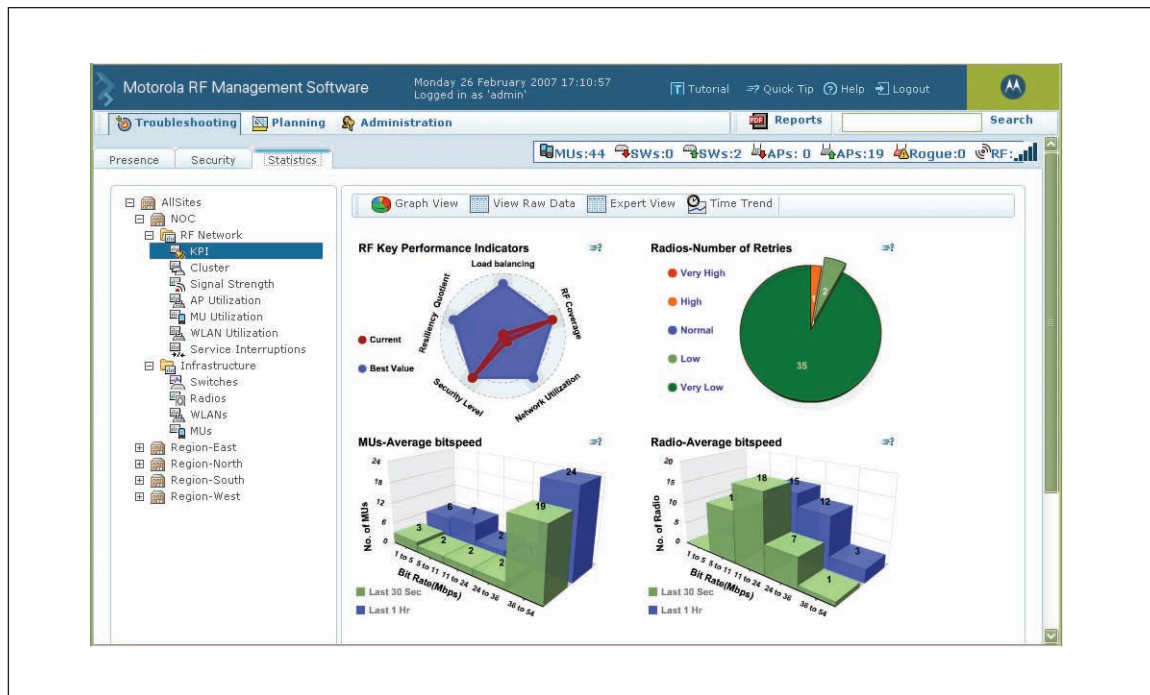 Motorola RF Management Software
Monday 26 February 2007 17:10:57
Logged in as 'admin'
Tutorial
Quick Tip
Help
Logout
Troubleshooting
Planning
Administration
Reports
Search
Presence
Security
Statistics
MUs:44
SWs:0
SWs:2
APs: 0
APs:19
Rogue:0
RF:
AllSites
NOC
RF Network
KPI
Cluster
Signal Strength
AP Utilization
MU Utilization
WLAN Utilization
Service Interruptions
Infrastructure
Switches
Radios
WLANs
MUs
Region-East
Region-North
Region-South
Region-West
Graph View
View Raw Data
Expert View
Time Trend
RF Key Performance Indicators
Load balancing
RF Coverage
Network Utilization
Security Level
Resiliency Quotient
Current
Best Value
Radios-Number of Retries
Very High
High
Normal
Low
Very Low
2
35
MUs-Average bitspeed
No. of MUs
24
18
12
6
0
3
2
2
2
19
6
7
2
24
1 to 5
5 to 11
11 to 24
24 to 36
36 to 54
Bit Rate(Mbps)
Last 30 Sec
Last 1 Hr
Radio-Average bitspeed
No. of Radio
20
15
10
5
0
18
7
1
15
12
3
1 to 5
5 to 11
11 to 24
24 to 36
36 to 54
Bit Rate(Mbps)
Last 30 Sec
Last 1 Hr